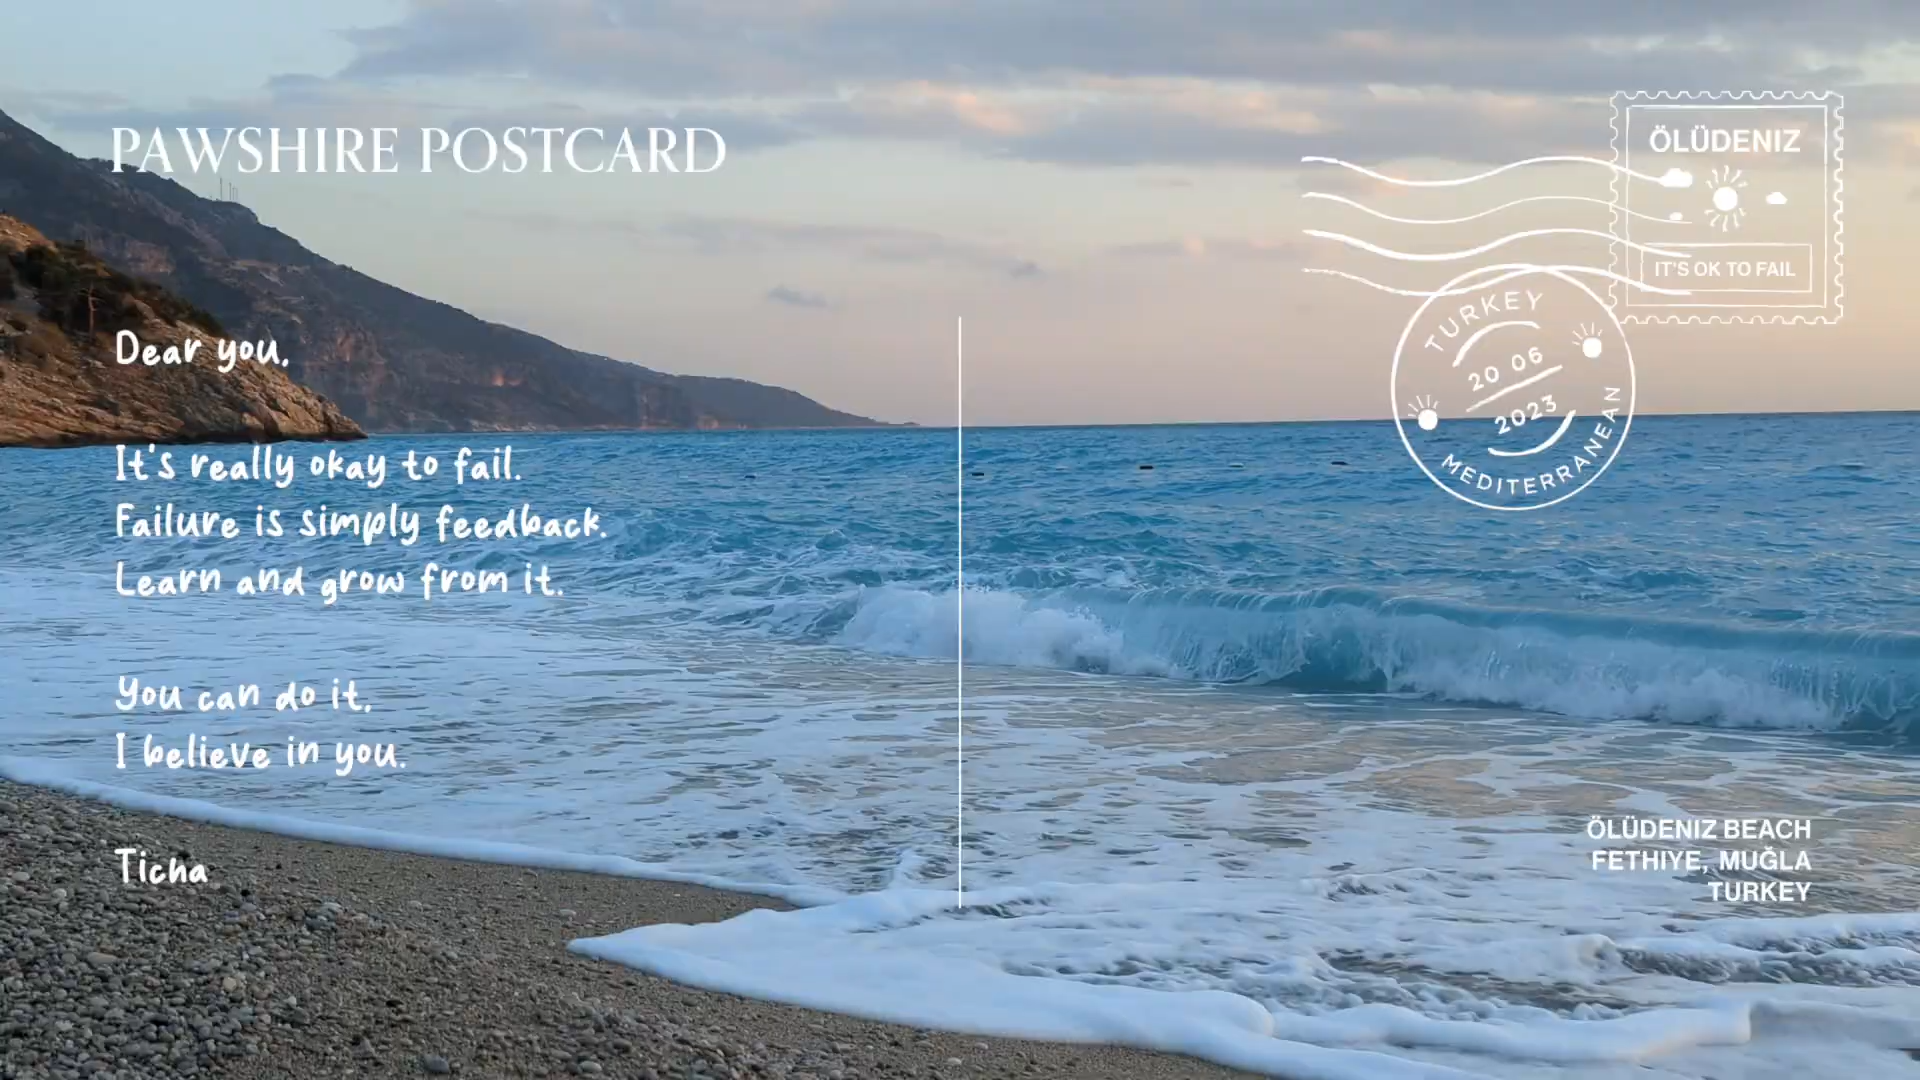 PAWSHIRE POSTCARD
Dear you,
It's really okay to fail.
Failure is simply feedback.
Learn and grow from it.
You can do it,
I believe in you.
Ticha
ÖLÜDENIZ
IT'S OK TO FAIL
TURKEY
20 06
2023
MEDITERRANEAN
ÖLÜDENIZ BEACH
FETHIYE, MUĞLA
TURKEY